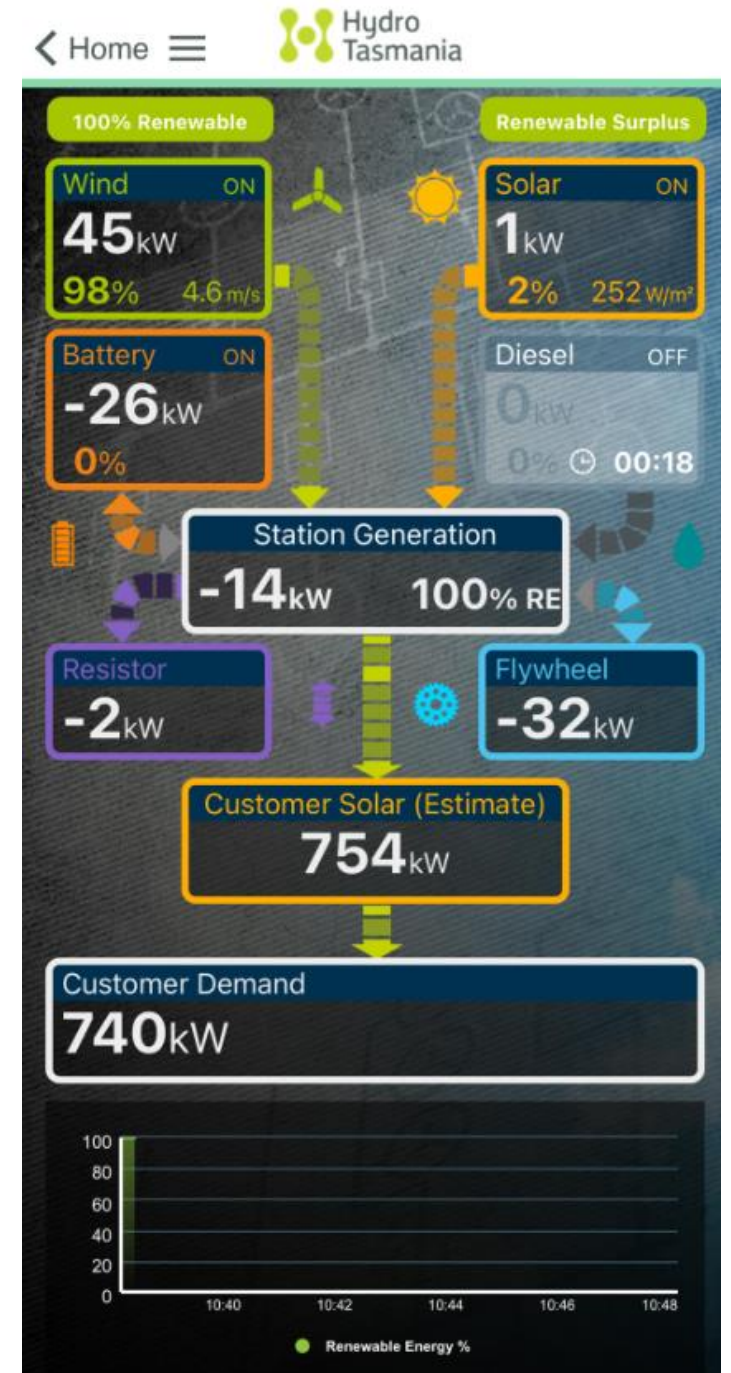 Home
Hydro
Tasmania
100% Renewable
Renewable Surplus
Wind ON
45kW
98% 4.6 m/s
Solar ON
1kW
2% 252 W/m²
Battery ON
-26kW
0%
Diesel OFF
0kW
0% 00:18
Station Generation
-14kW 100% RE
Resistor
-2kW
Flywheel
-32kW
Customer Solar (Estimate)
754kW
Customer Demand
740kW
100
80
60
40
20
0
10:40 10:42 10:44 10:46 10:48
Renewable Energy %